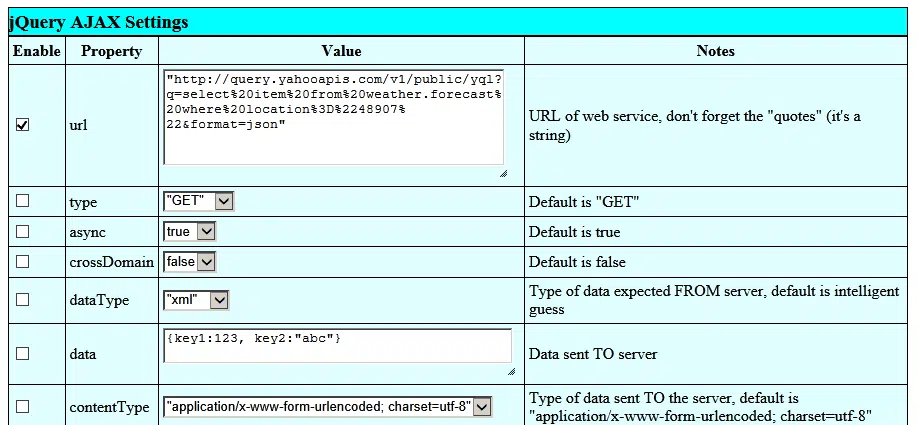 jQuery AJAX Settings
Enable Property Value Notes
url
"http://query.yahooapis.com/v1/public/yql?
q=select%20item%20from%20weather.forecast%
20where%20location%3D%2248907%
22&format=json"
URL of web service, don't forget the "quotes" (it's a
string)
type "GET" Default is "GET"
async true Default is true
crossDomain false Default is false
dataType "xml"
Type of data expected FROM server, default is intelligent
guess
data
{key1:123, key2:"abc"}
Data sent TO server
contentType "application/x-www-form-urlencoded; charset=utf-8"
Type of data sent TO the server, default is
"application/x-www-form-urlencoded; charset=utf-8"